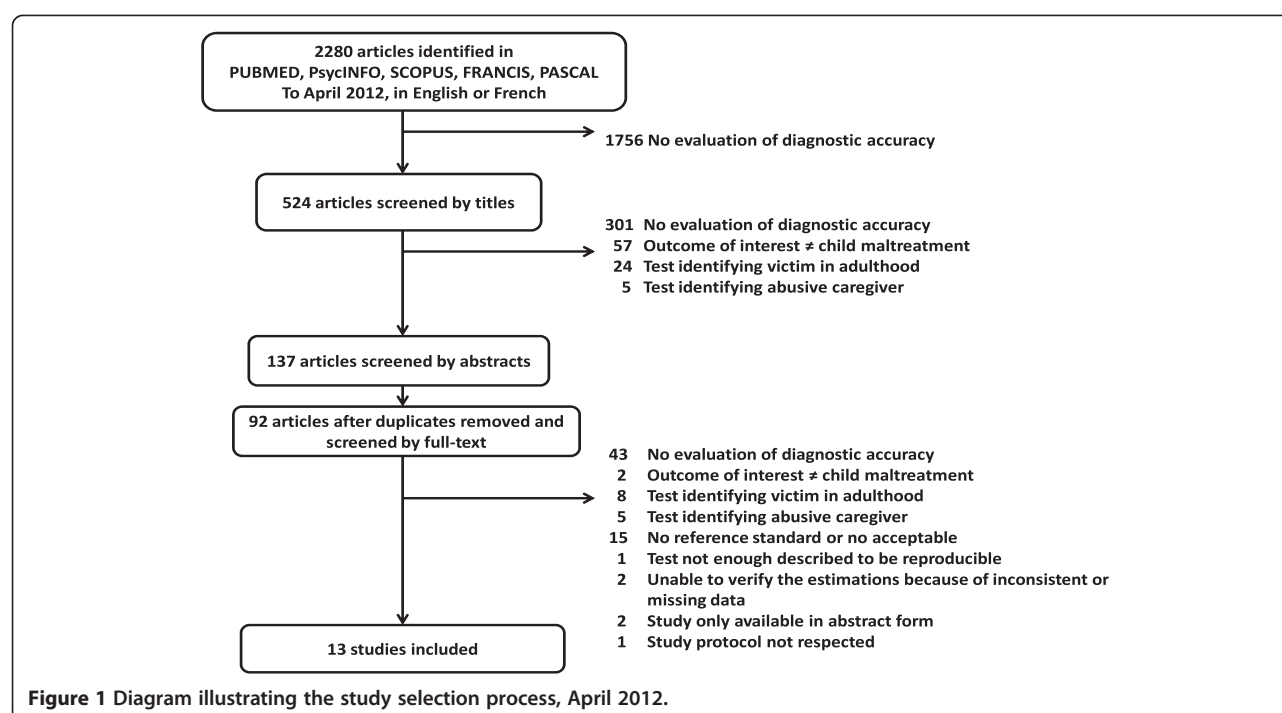 2280 articles identified in
PUBMED, PsycINFO, SCOPUS, FRANCIS, PASCAL
To April 2012, in English or French
1756 No evaluation of diagnostic accuracy
524 articles screened by titles
301 No evaluation of diagnostic accuracy
57 Outcome of interest ≠ child maltreatment
24 Test identifying victim in adulthood
5 Test identifying abusive caregiver
137 articles screened by abstracts
92 articles after duplicates removed and
screened by full-text
43 No evaluation of diagnostic accuracy
2 Outcome of interest ≠ child maltreatment
8 Test identifying victim in adulthood
5 Test identifying abusive caregiver
15 No reference standard or no acceptable
1 Test not enough described to be reproducible
2 Unable to verify the estimations because of inconsistent or
missing data
2 Study only available in abstract form
1 Study protocol not respected
13 studies included
Figure 1 Diagram illustrating the study selection process, April 2012.